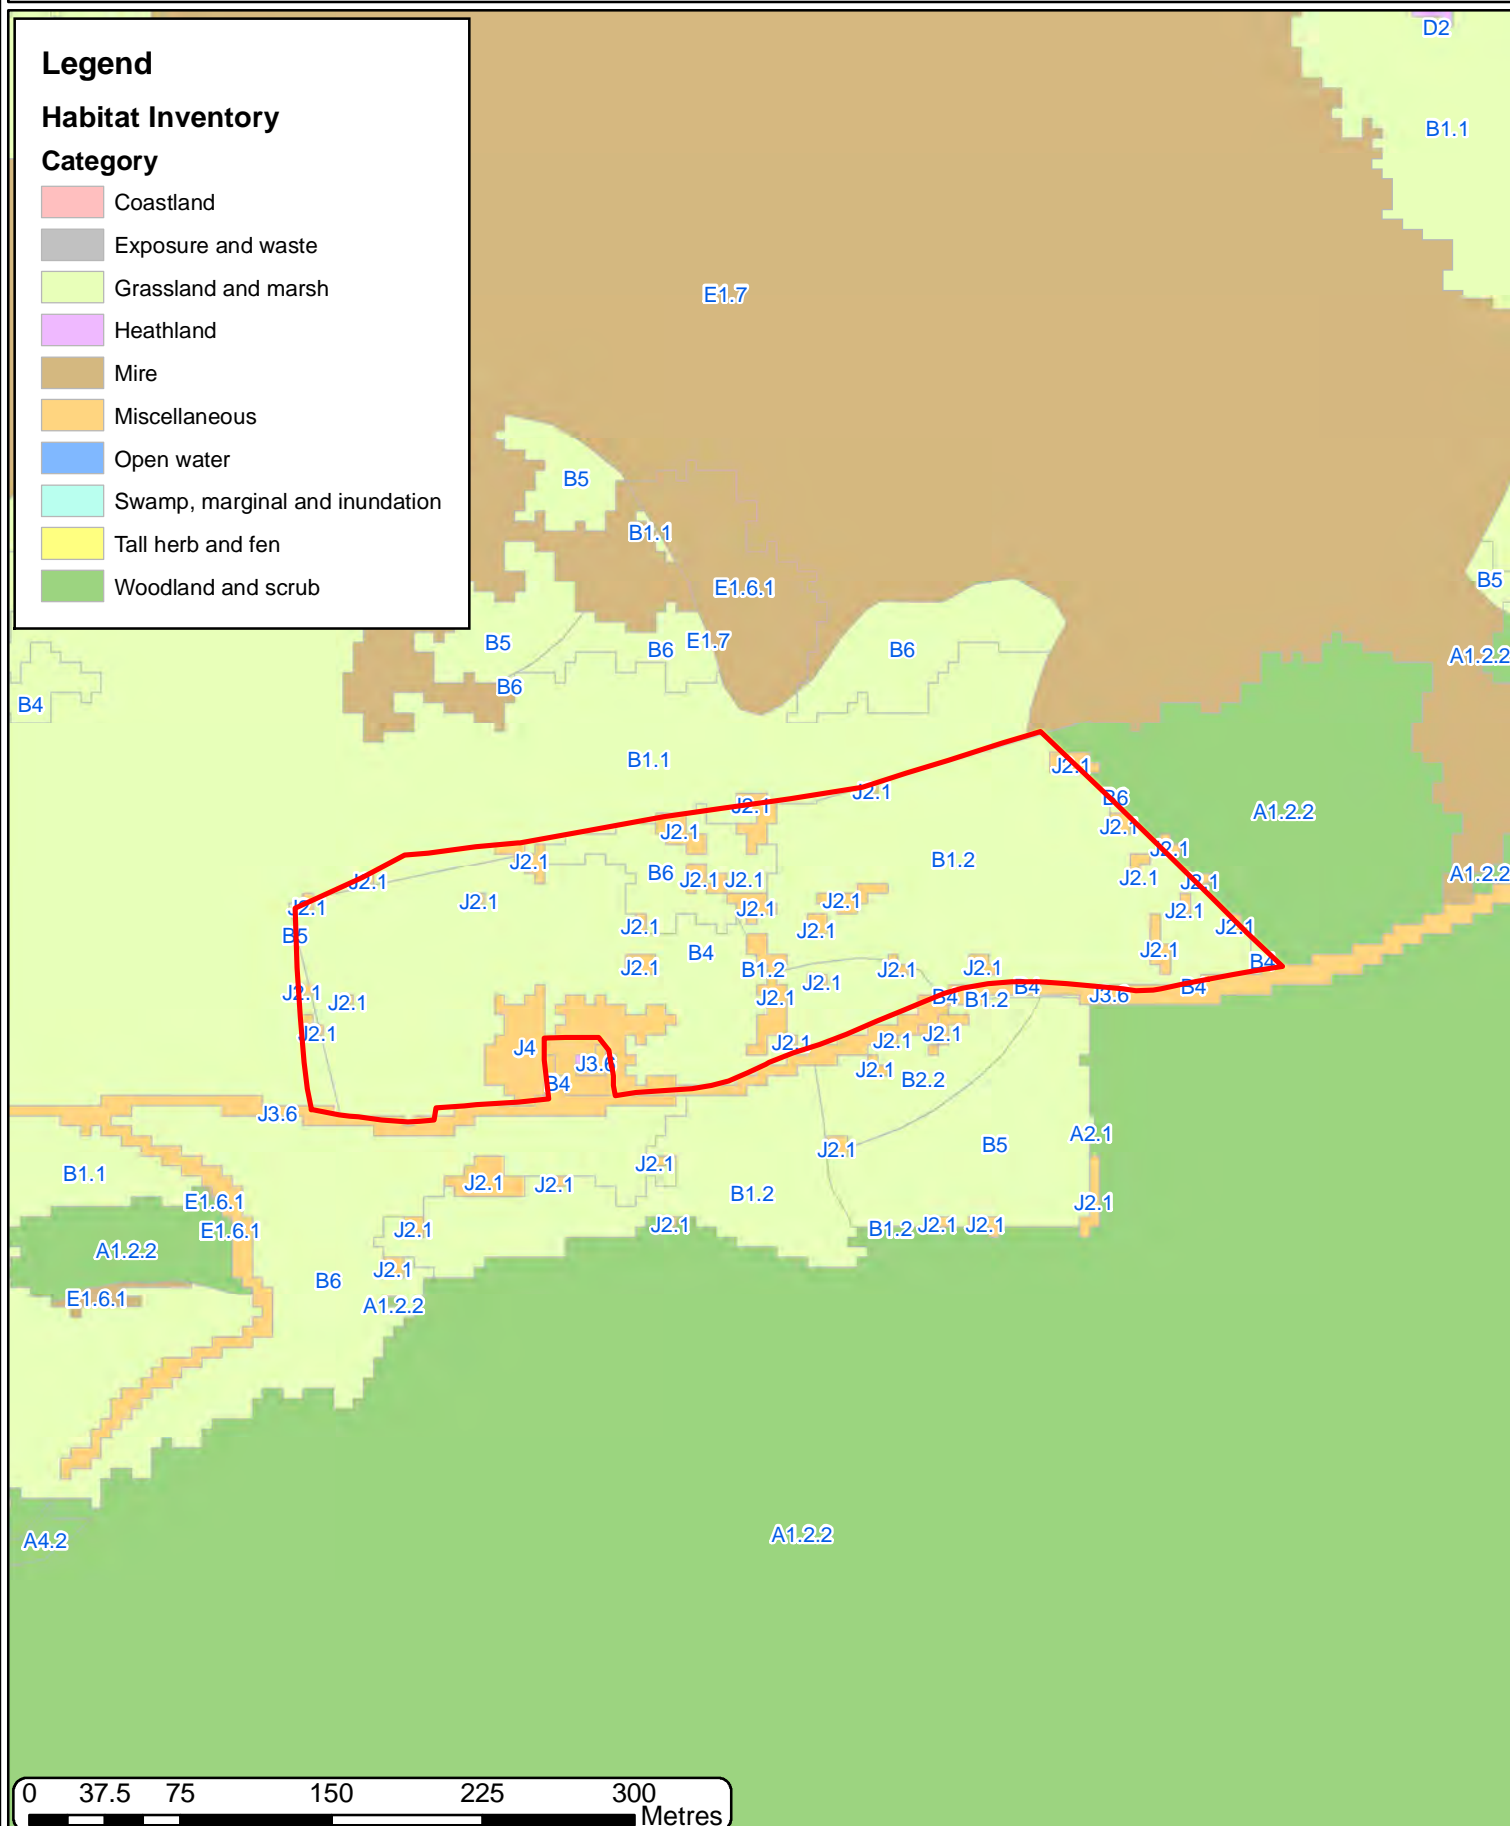 Legend
Habitat Inventory
Category
Coastland
Exposure and waste
Grassland and marsh
Heathland
Mire
Miscellaneous
Open water
Swamp, marginal and inundation
Tall herb and fen
Woodland and scrub
D2
B1.1
E1.7
B5
B1.1
E1.6.1
B5
B5
B6
E1.7
B6
A1.2.2
B6
B4
B1.1
J2.1
J2.1
B6
J2.1
A1.2.2
J2.1
J2.1
J2.1
J2.1
B1.2
B6
J2.1
J2.1
J2.1
J2.1
A1.2.2
J2.1
J2.1
J2.1
J2.1
J2.1
J2.1
J2.1
J2.1
J2.1
B5
B4
J2.1
B4
J2.1
B1.2
J2.1
J2.1
J2.1
B4
B4
J2.1
J2.1
J2.1
B4
B1.2
J3.6
J2.1
J2.1
J2.1
J2.1
J4
J3.6
J2.1
B4
B2.2
J3.6
A2.1
B5
J2.1
B1.1
J2.1
J2.1
J2.1
B1.2
J2.1
E1.6.1
E1.6.1
J2.1
J2.1
B1.2
J2.1
J2.1
A1.2.2
J2.1
B6
E1.6.1
A1.2.2
A4.2
A1.2.2
0 37.5 75 150 225 300
Metres